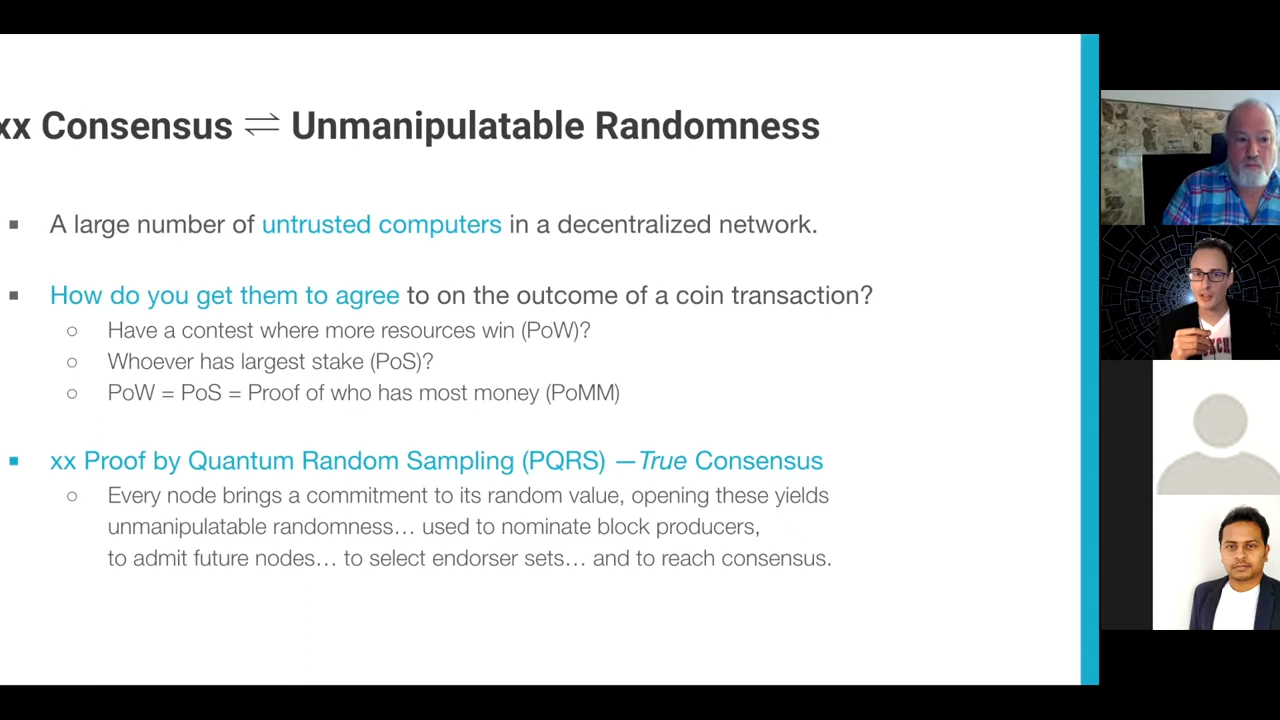 xx Consensus ⇌ Unmanipulatable Randomness
▪ A large number of untrusted computers in a decentralized network.
▪ How do you get them to agree to on the outcome of a coin transaction?
○ Have a contest where more resources win (PoW)?
○ Whoever has largest stake (PoS)?
○ PoW = PoS = Proof of who has most money (PoMM)
▪ xx Proof by Quantum Random Sampling (PQRS) —True Consensus
○ Every node brings a commitment to its random value, opening these yields
unmanipulatable randomness… used to nominate block producers,
to admit future nodes… to select endorser sets… and to reach consensus.